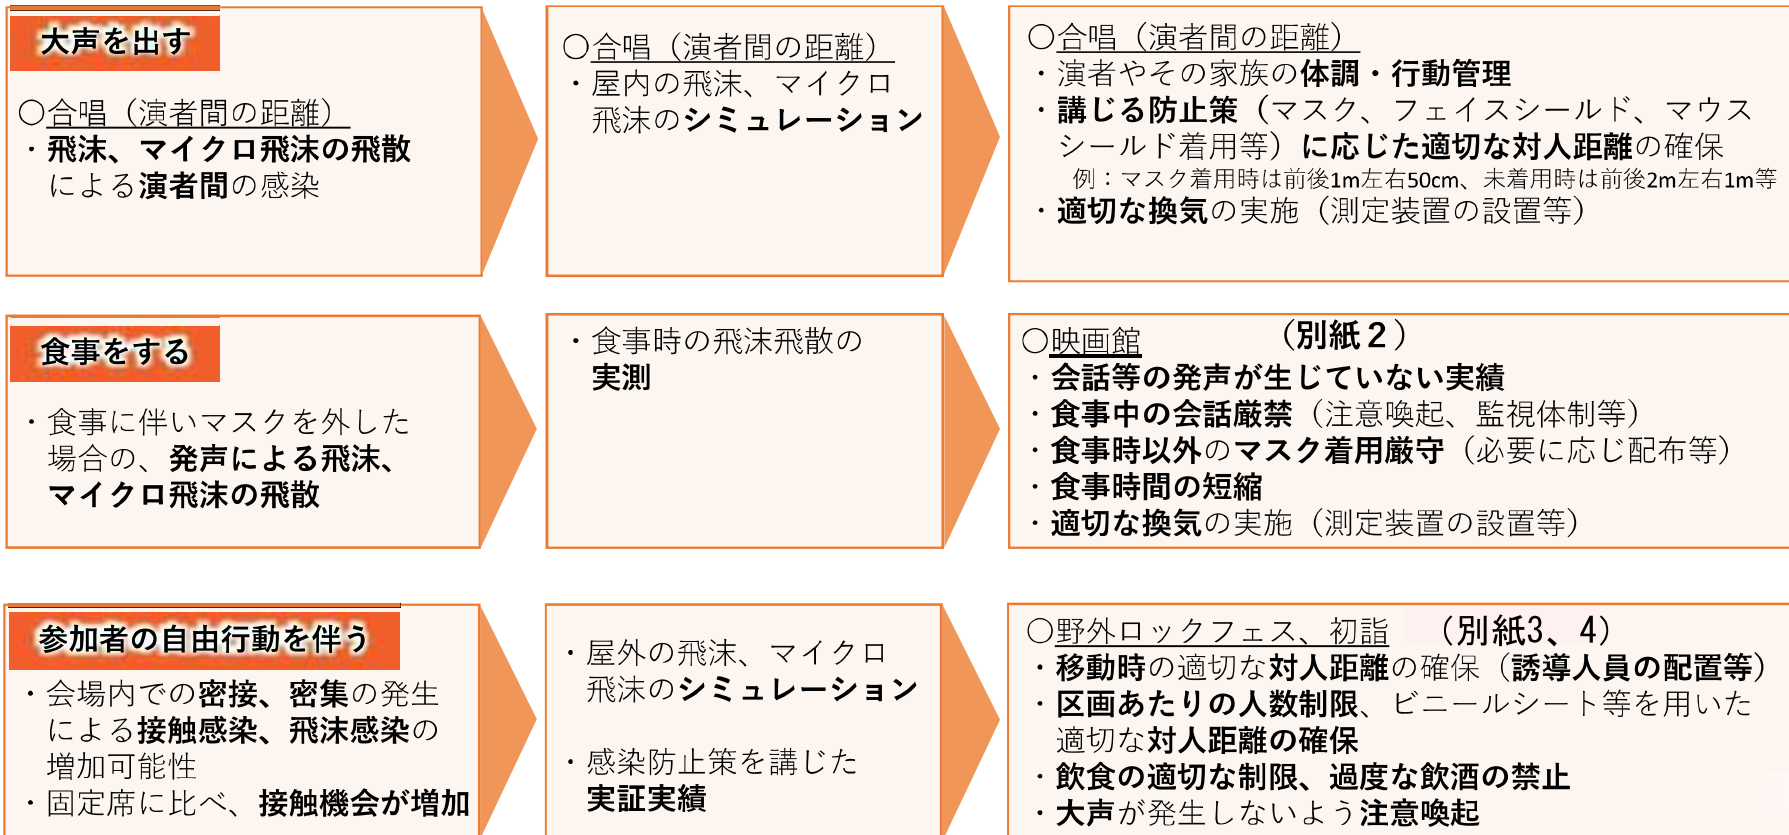 大声を出す
○合唱（演者間の距離）
・飛沫、マイクロ飛沫の飛散
による演者間の感染
○合唱（演者間の距離）
・屋内の飛沫、マイクロ
飛沫のシミュレーション
○合唱（演者間の距離）
・演者やその家族の体調・行動管理
・講じる防止策（マスク、フェイスシールド、マウス
シールド着用等）に応じた適切な対人距離の確保
例：マスク着用時は前後1m左右50cm、未着用時は前後2m左右1m等
・適切な換気の実施（測定装置の設置等）
食事をする
・食事に伴いマスクを外した
場合の、発声による飛沫、
マイクロ飛沫の飛散
・食事時の飛沫飛散の
実測
○映画館 （別紙２）
・会話等の発声が生じていない実績
・食事中の会話厳禁（注意喚起、監視体制等）
・食事時以外のマスク着用厳守（必要に応じ配布等）
・食事時間の短縮
・適切な換気の実施（測定装置の設置等）
参加者の自由行動を伴う
・会場内での密接、密集の発生
による接触感染、飛沫感染の
増加可能性
・固定席に比べ、接触機会が増加
・屋外の飛沫、マイクロ
飛沫のシミュレーション
・感染防止策を講じた
実証実績
○野外ロックフェス、初詣 （別紙3、4）
・移動時の適切な対人距離の確保（誘導人員の配置等）
・区画あたりの人数制限、ビニールシート等を用いた
適切な対人距離の確保
・飲食の適切な制限、過度な飲酒の禁止
・大声が発生しないよう注意喚起